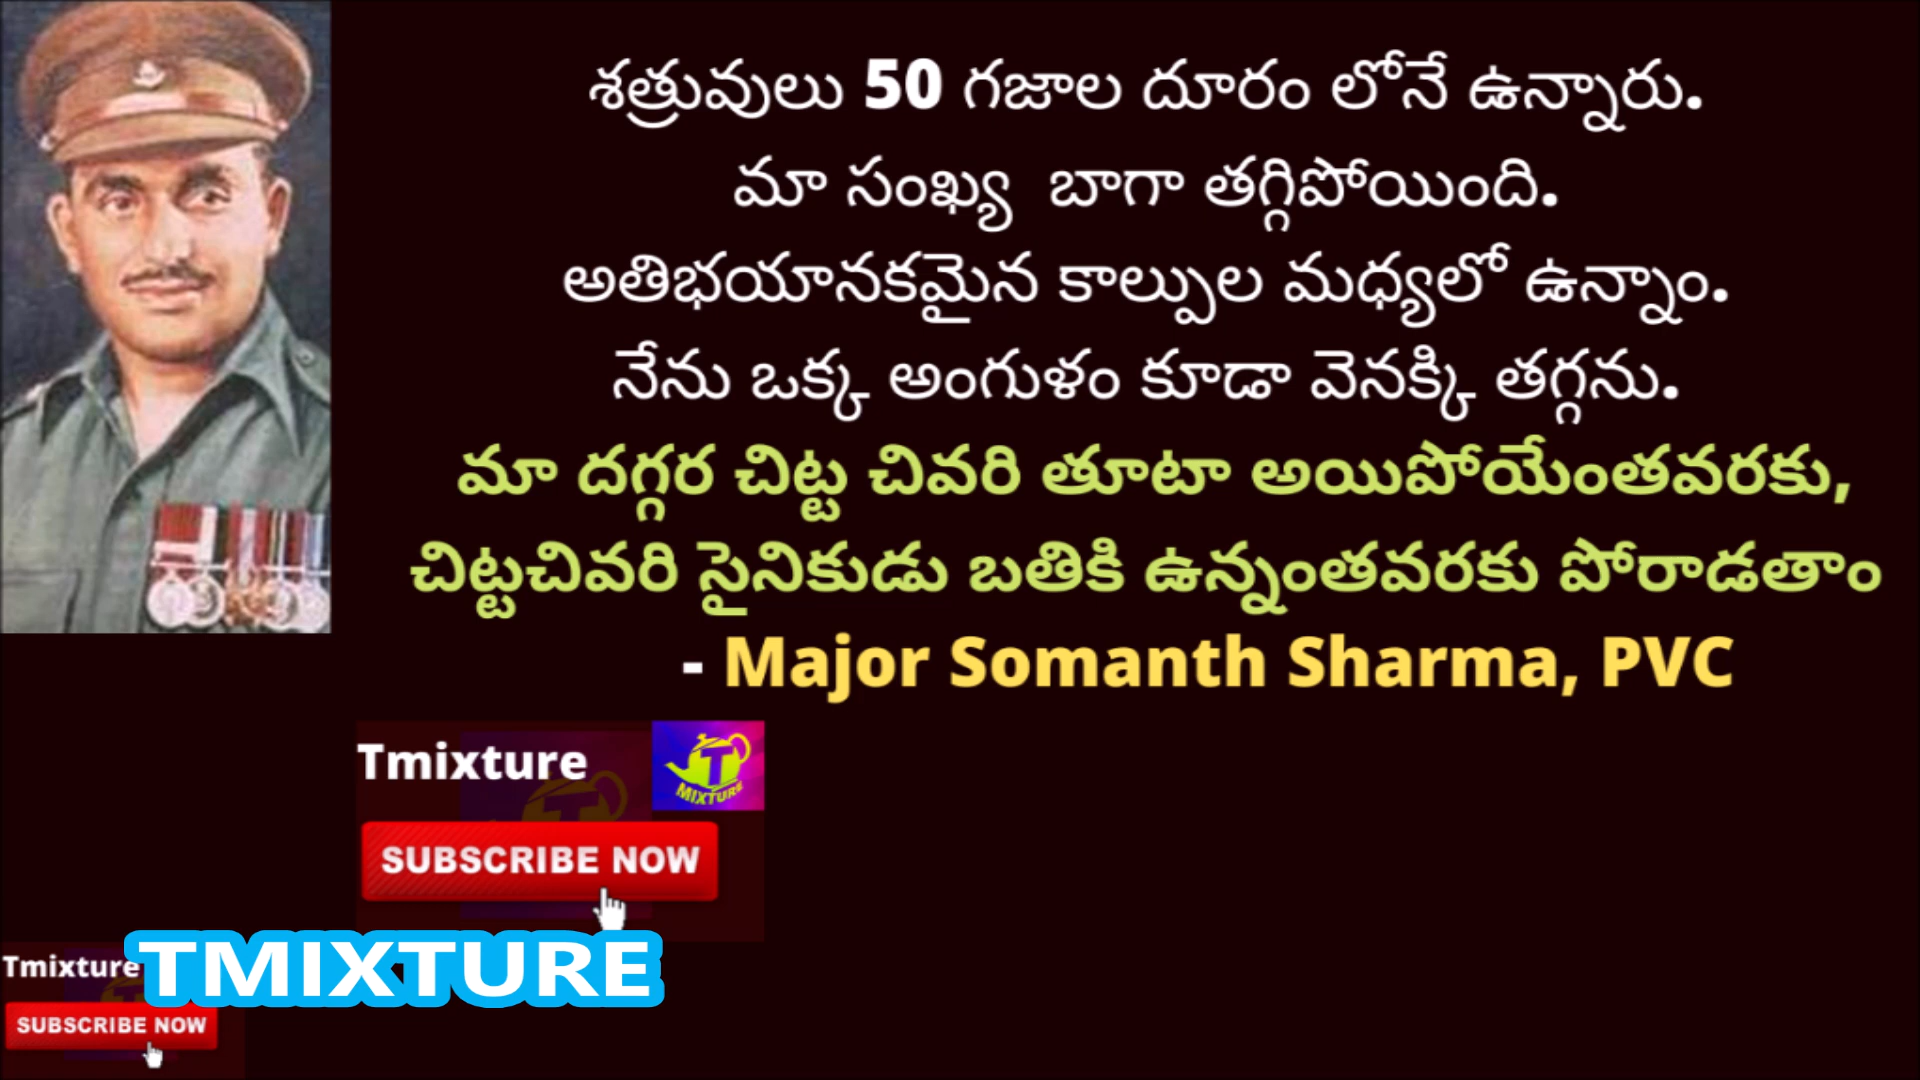 శత్రువులు 50 గజాల దూరం లోనే ఉన్నారు.
మా సంఖ్య బాగా తగ్గిపోయింది.
అతిభయానకమైన కాల్పుల మధ్యలో ఉన్నాం.
నేను ఒక్క అంగుళం కూడా వెనక్కి తగ్గను.
మా దగ్గర చిట్ట చివరి తూటా అయిపోయేంతవరకు,
చిట్టచివరి సైనికుడు బతికి ఉన్నంతవరకు పోరాడతాం
- Major Somanth Sharma, PVC
Tmixture
T
MIXTURE
SUBSCRIBE NOW
TMIXTURE
Tmixture
SUBSCRIBE NOW